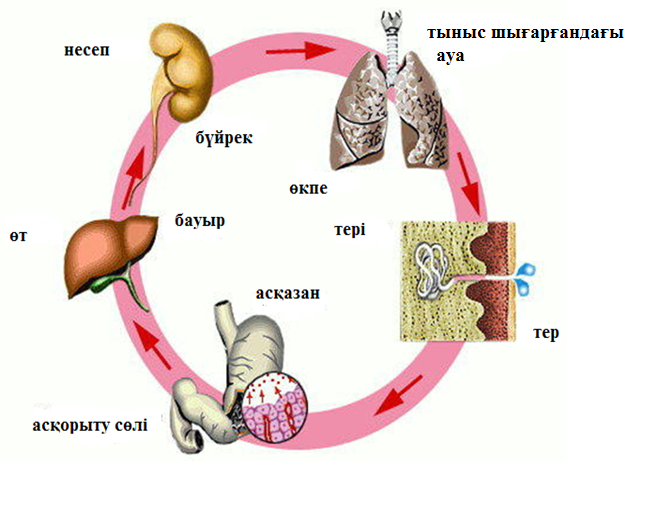 тыныс шығарғандағы
ауа
несеп
бүйрек
өкпе
бауыр
тері
өт
асқазан
тер
асқорыту сөлі